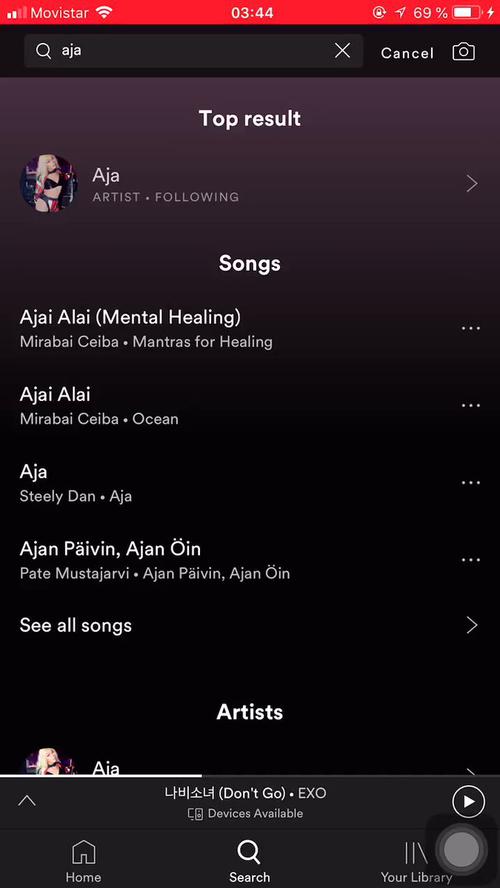 Movistar 03:44 69 %
aja Cancel
Top result
Aja
ARTIST • FOLLOWING
Songs
Ajai Alai (Mental Healing)
Mirabai Ceiba • Mantras for Healing
Ajai Alai
Mirabai Ceiba • Ocean
Aja
Steely Dan • Aja
Ajan Päivin, Ajan Öin
Pate Mustajarvi • Ajan Päivin, Ajan Öin
See all songs
Artists
Aja
나비소녀 (Don't Go) • EXO
Devices Available
Home Search Your Library